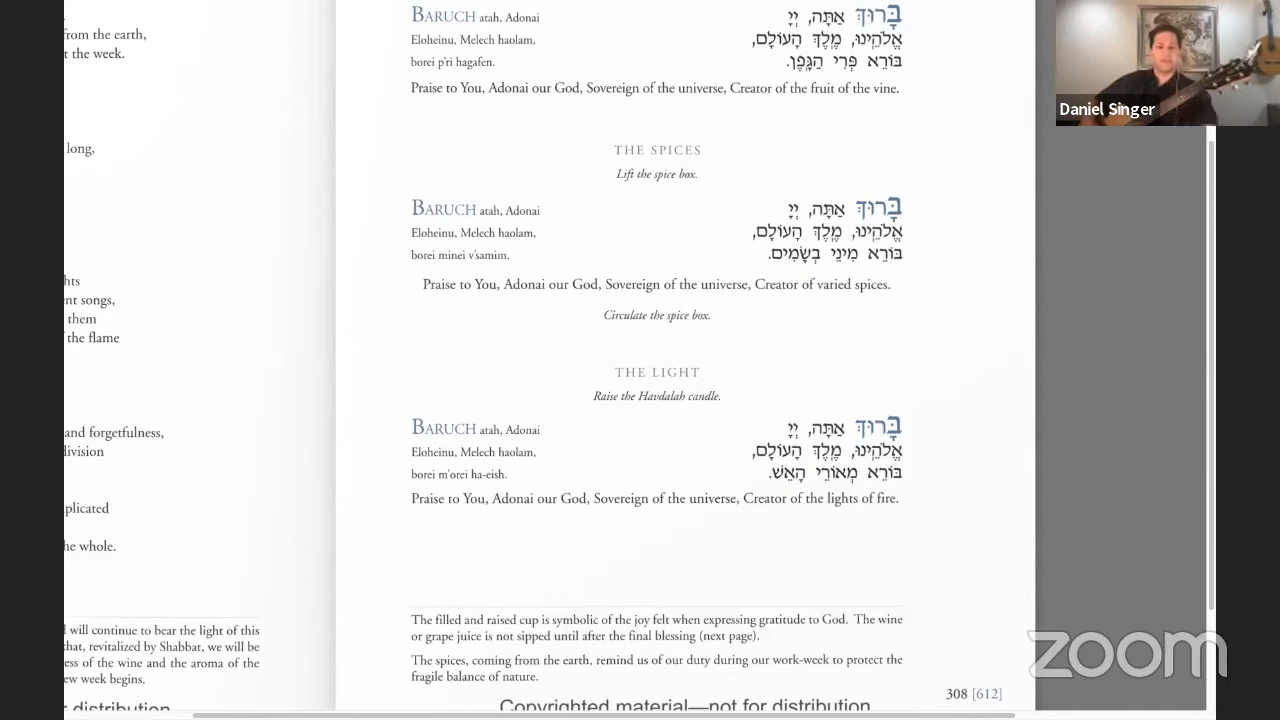 from the earth,
t the week.
long,
hts
ent songs,
them
f the flame
and forgetfulness,
division
plicated
he whole.
l will continue to bear the light of this
that, revitalized by Shabbat, we will be
ess of the wine and the aroma of the
ew week begins.
r distribution
BARUCH atah, Adonai
Eloheinu, Melech haolam,
borei p'ri hagafen.
בָּרוּךְ אַתָּה, יְיָ
אֱלֹהֵֽינוּ, מֶֽלֶךְ הָעוֹלָם,
בּוֹרֵא פְּרִי הַגָּֽפֶן.
Praise to You, Adonai our God, Sovereign of the universe, Creator of the fruit of the vine.
THE SPICES
Lift the spice box.
BARUCH atah, Adonai
Eloheinu, Melech haolam,
borei minei v'samim.
בָּרוּךְ אַתָּה, יְיָ
אֱלֹהֵֽינוּ, מֶֽלֶךְ הָעוֹלָם,
בּוֹרֵא מִינֵי בְשָׂמִים.
Praise to You, Adonai our God, Sovereign of the universe, Creator of varied spices.
Circulate the spice box.
THE LIGHT
Raise the Havdalah candle.
BARUCH atah, Adonai
Eloheinu, Melech haolam,
borei m'orei ha-eish.
בָּרוּךְ אַתָּה, יְיָ
אֱלֹהֵֽינוּ, מֶֽלֶךְ הָעוֹלָם,
בּוֹרֵא מְאוֹרֵי הָאֵשׁ.
Praise to You, Adonai our God, Sovereign of the universe, Creator of the lights of fire.
The filled and raised cup is symbolic of the joy felt when expressing gratitude to God. The wine
or grape juice is not sipped until after the final blessing (next page).
The spices, coming from the earth, remind us of our duty during our work-week to protect the
fragile balance of nature.
308 [612]
Copyrighted material—not for distribution
Daniel Singer
zoom